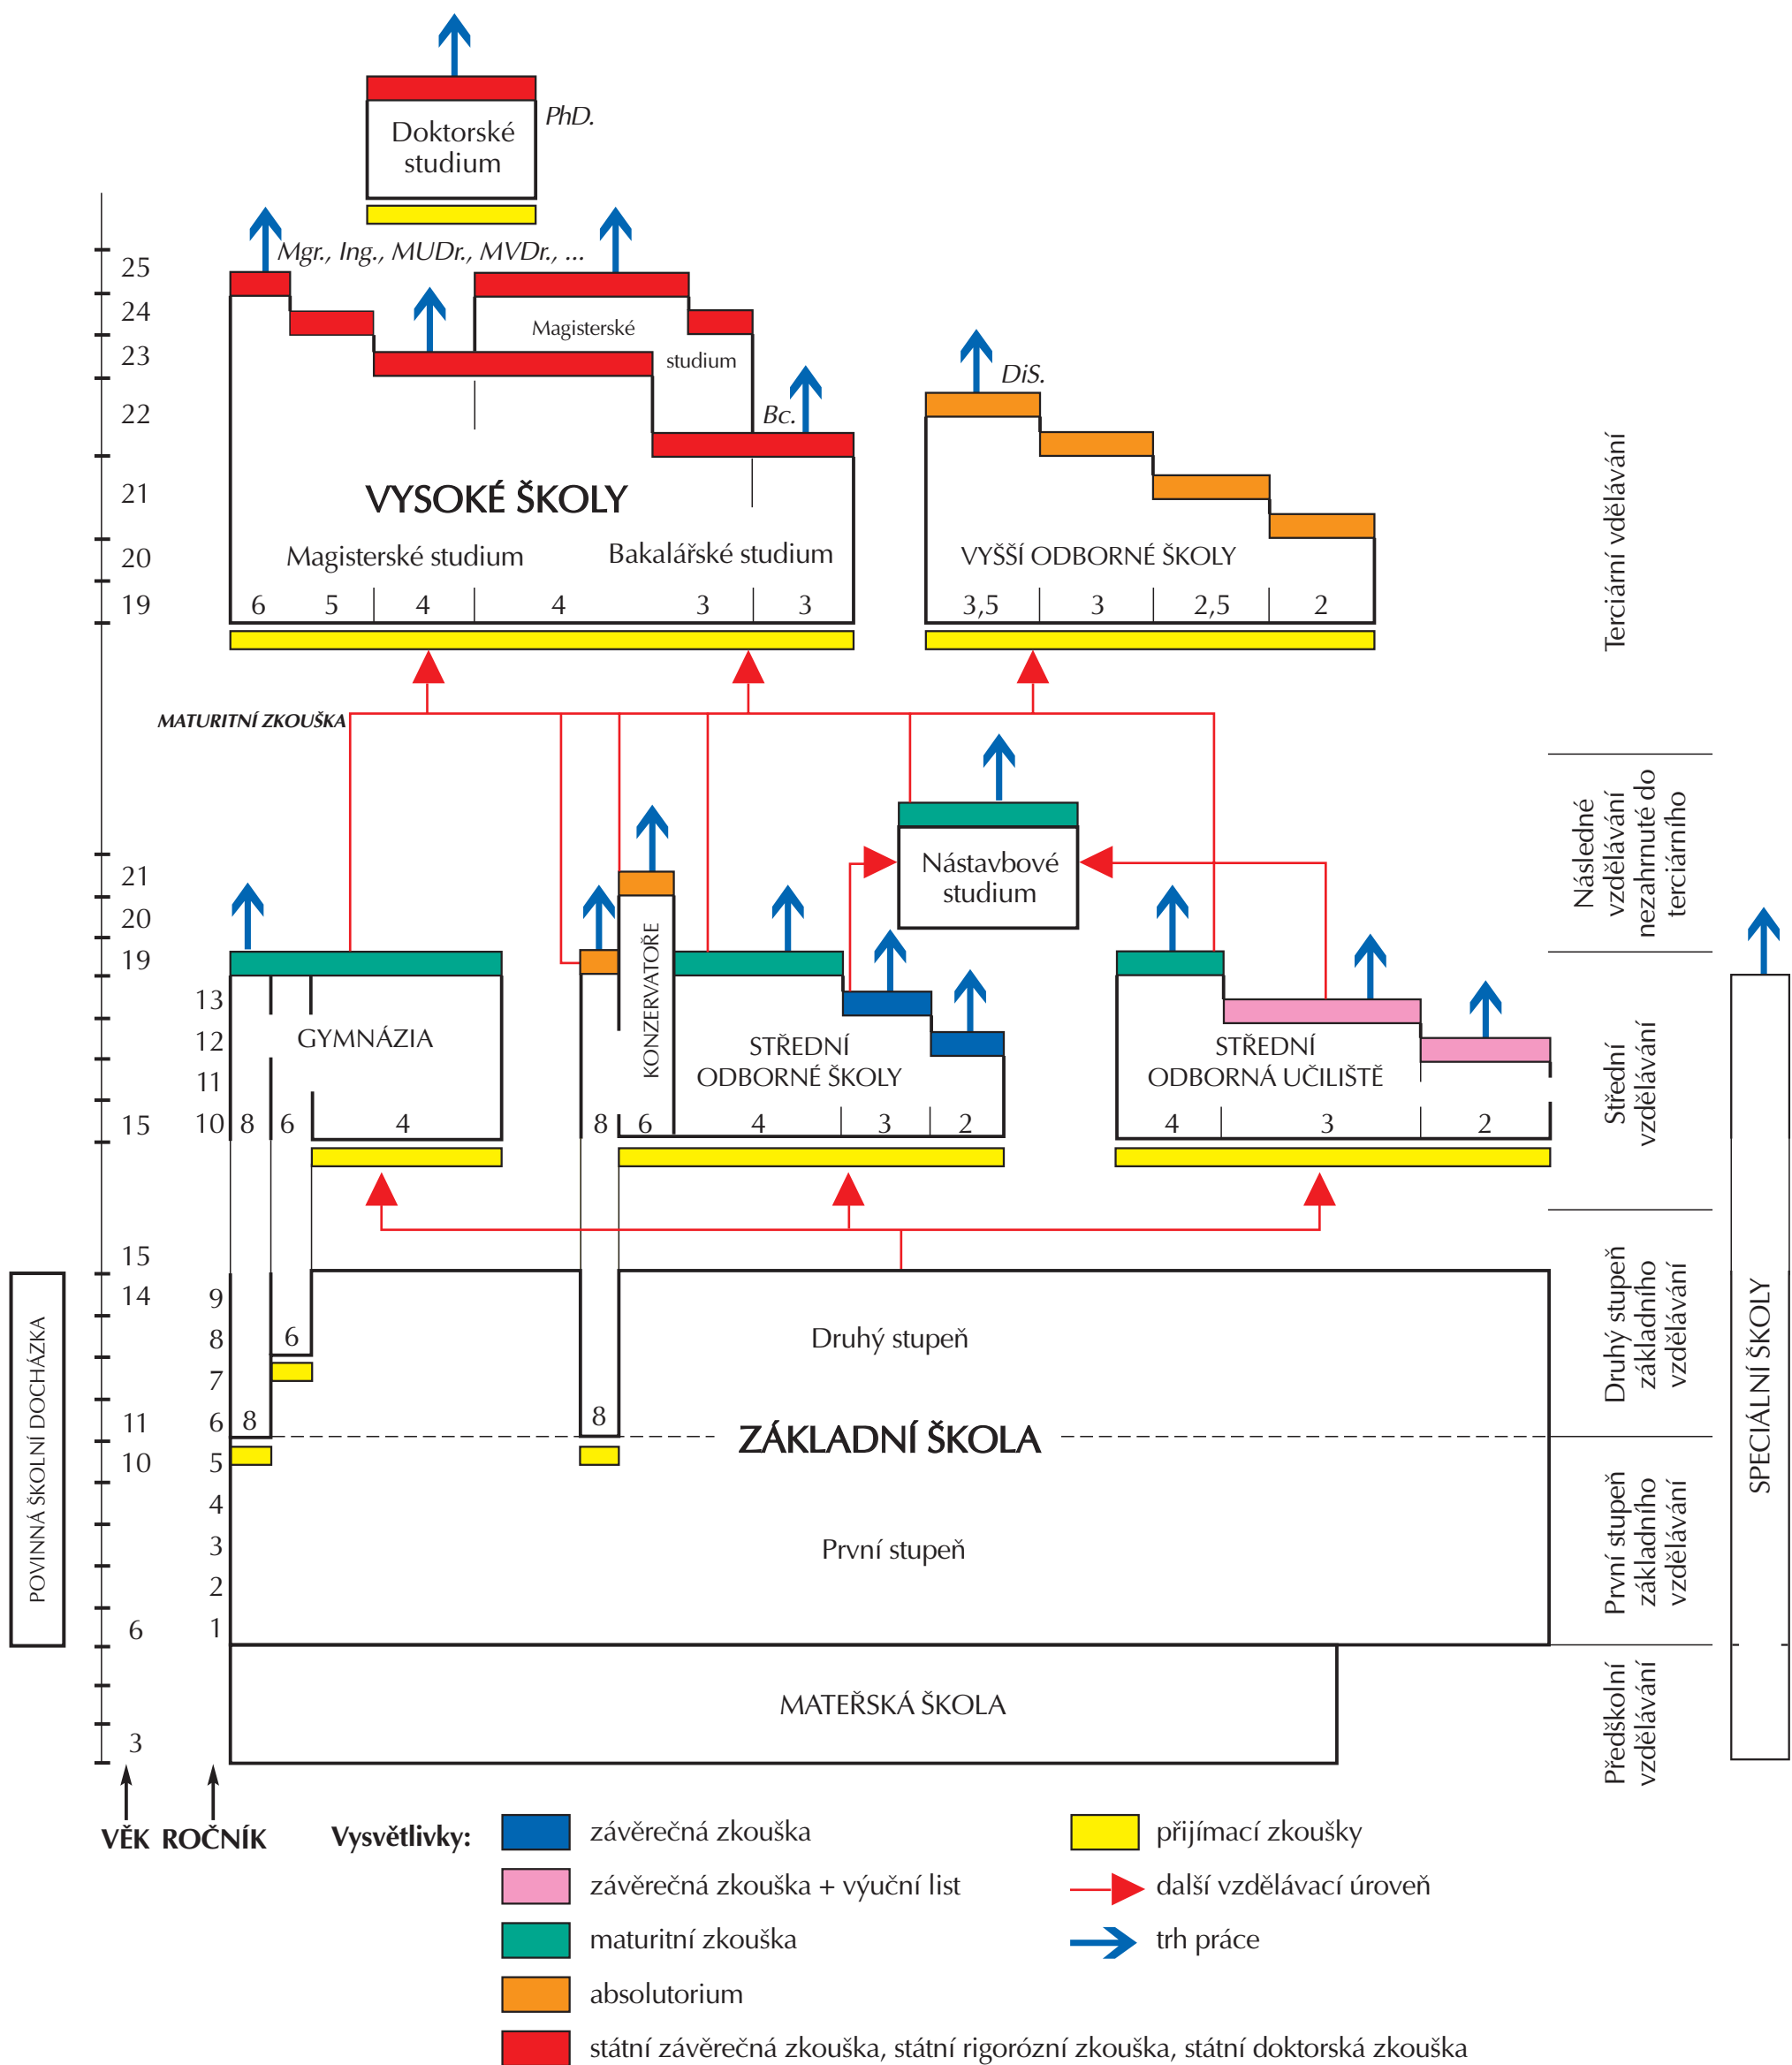 PhD.
Doktorské
studium
Mgr., Ing., MUDr., MVDr., ...
25
24
23
22
21
20
19
Magisterské
studium
Bc.
DiS.
VYSOKÉ ŠKOLY
Magisterské studium
Bakalářské studium
6 5 4 4 3 3
VYŠŠÍ ODBORNÉ ŠKOLY
3,5 3 2,5 2
Terciární vdělávání
MATURITNÍ ZKOUŠKA
Následné
vzdělávání
nezahrnuté do
terciárního
Nástavbové
studium
21
20
19
15
13
12
11
10
GYMNÁZIA
8 6 4
KONZERVATOŘE
8 6
STŘEDNÍ
ODBORNÉ ŠKOLY
4 3 2
STŘEDNÍ
ODBORNÁ UČILIŠTĚ
4 3 2
Střední
vzdělávání
15
14
11
10
6
3
9
8
7
6
5
4
3
2
1
6
8
8
Druhý stupeň
ZÁKLADNÍ ŠKOLA
První stupeň
MATEŘSKÁ ŠKOLA
Druhý stupeň
základního
vzdělávání
První stupeň
základního
vzdělávání
Předškolní
vzdělávání
SPECIÁLNÍ ŠKOLY
POVINNÁ ŠKOLNÍ DOCHÁZKA
VĚK ROČNÍK
Vysvětlivky:
závěrečná zkouška
závěrečná zkouška + výuční list
maturitní zkouška
absolutorium
státní závěrečná zkouška, státní rigorózní zkouška, státní doktorská zkouška
přijímací zkoušky
další vzdělávací úroveň
trh práce